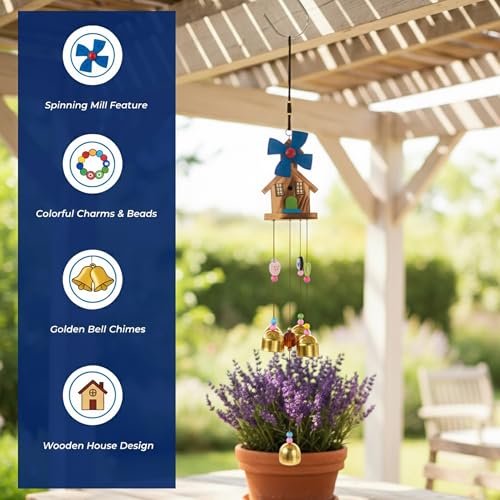 Spinning Mill Feature
Colorful Charms & Beads
Golden Bell Chimes
Wooden House Design